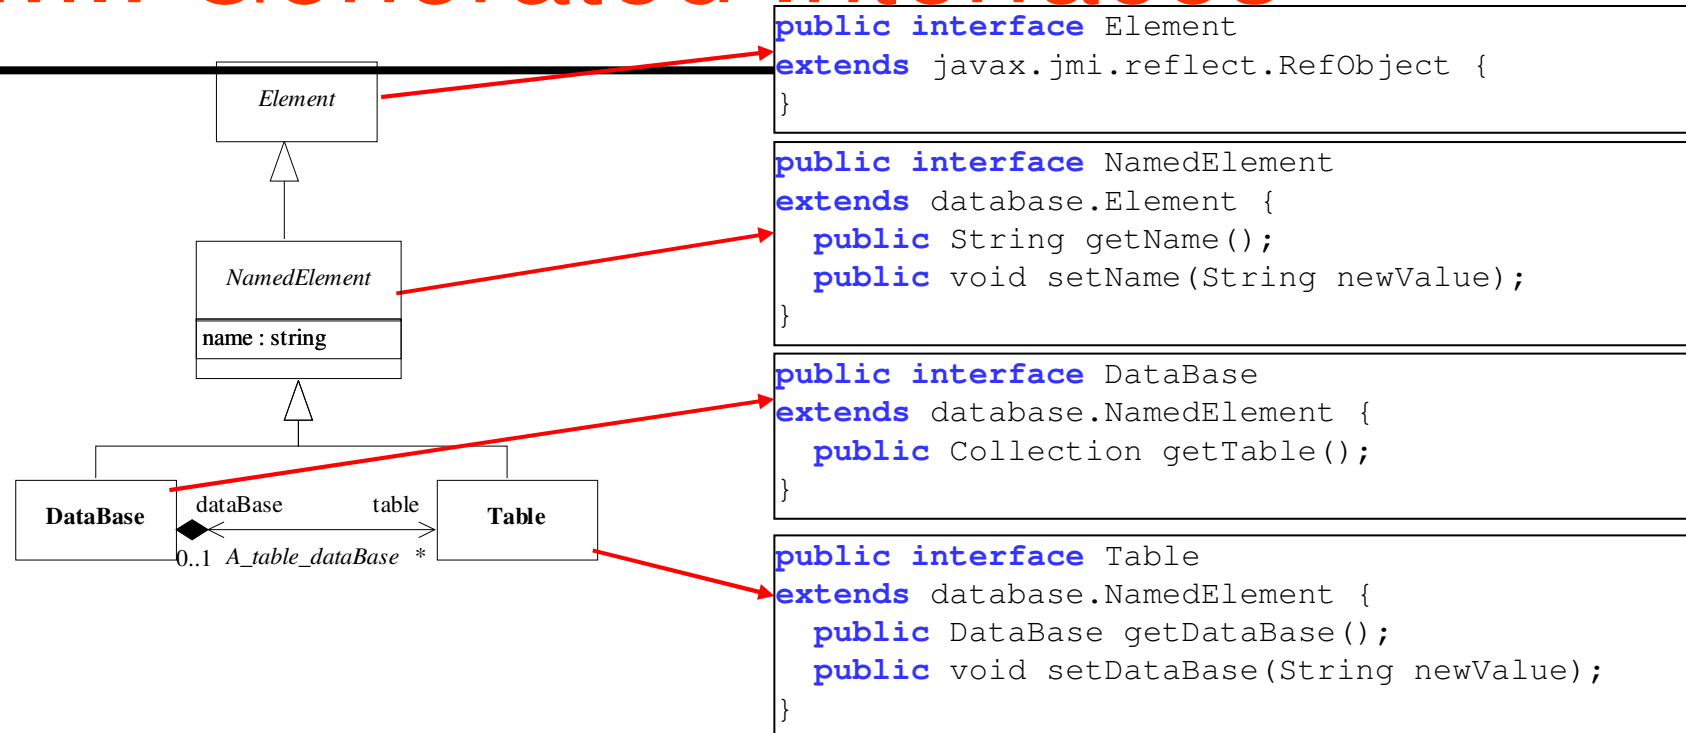 Generated Interfaces
Element
NamedElement
name : string
DataBase
dataBase
table
0..1
A_table_dataBase
*
Table
public interface Element
extends javax.jmi.reflect.RefObject {
}
public interface NamedElement
extends database.Element {
public String getName();
public void setName(String newValue);
}
public interface DataBase
extends database.NamedElement {
public Collection getTable();
}
public interface Table
extends database.NamedElement {
public DataBase getDataBase();
public void setDataBase(String newValue);
}